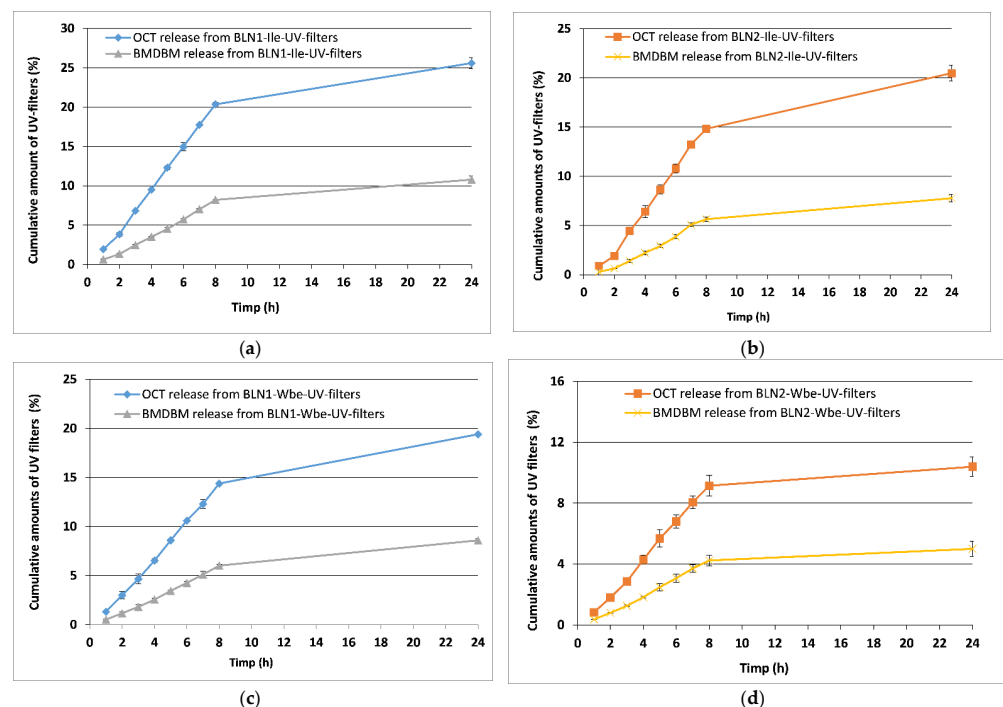 30
25
20
15
10
5
0
Cumulative amount of UV-filters (%)
OCT release from BLN1-Ile-UV-filters
BMDBM release from BLN1-Ile-UV-filters
0 2 4 6 8 10 12 14 16 18 20 22 24
Timp (h)
(a)
25
20
15
10
5
0
Cumulative amounts of UV-filters (%)
OCT release from BLN2-Ile-UV-filters
BMDBM release from BLN2-Ile-UV-filters
0 2 4 6 8 10 12 14 16 18 20 22 24
Timp (h)
(b)
25
20
15
10
5
0
Cumulative amounts of UV filters (%)
OCT release from BLN1-Wbe-UV-filters
BMDBM release from BLN1-Wbe-UV-filters
0 2 4 6 8 10 12 14 16 18 20 22 24
Timp (h)
(c)
16
12
8
4
0
Cumulative amounts of UV filters (%)
OCT release from BLN2-Wbe-UV-filters
BMDBM release from BLN2-Wbe-UV-filters
0 2 4 6 8 10 12 14 16 18 20 22 24
Timp (h)
(d)